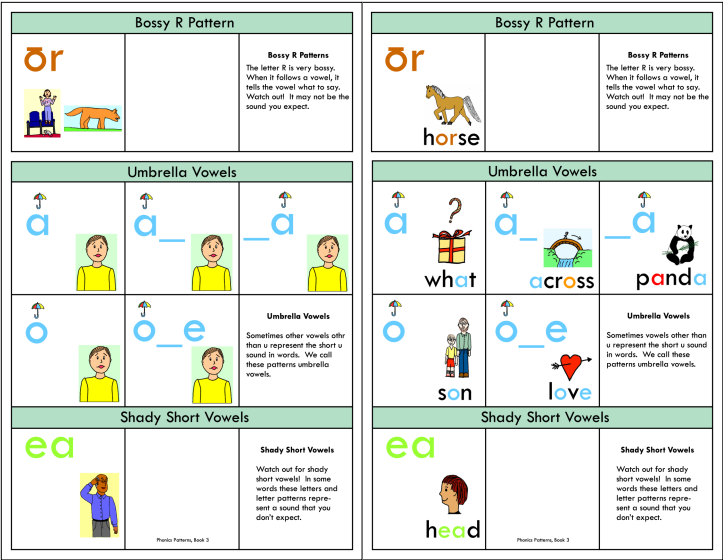 Bossy R Pattern
ōr
Bossy R Patterns
The letter R is very bossy.
When it follows a vowel, it
tells the vowel what to say.
Watch out!  It may not be the
sound you expect.
Umbrella Vowels
a
a_
_a
o
o_e
Umbrella Vowels
Sometimes other vowels othr
than u represent the short u
sound in words.  We call
these patterns umbrella
vowels.
Shady Short Vowels
ea
Shady Short Vowels
Watch out for shady
short vowels!  In some
words these letters and
letter patterns repre-
sent a sound that you
don't expect.
Phonics Patterns, Book 3
Bossy R Pattern
ōr
horse
Bossy R Patterns
The letter R is very bossy.
When it follows a vowel, it
tells the vowel what to say.
Watch out!  It may not be the
sound you expect.
Umbrella Vowels
a
?
what
a_
across
_a
panda
o
son
o_e
love
Umbrella Vowels
Sometimes vowels other than
u represent the short u sound
in words.  We call these
patterns umbrella vowels.
Shady Short Vowels
ea
head
Shady Short Vowels
Watch out for shady
short vowels!  In some
words these letters and
letter patterns repre-
sent a sound that you
don't expect.
Phonics Patterns, Book 3